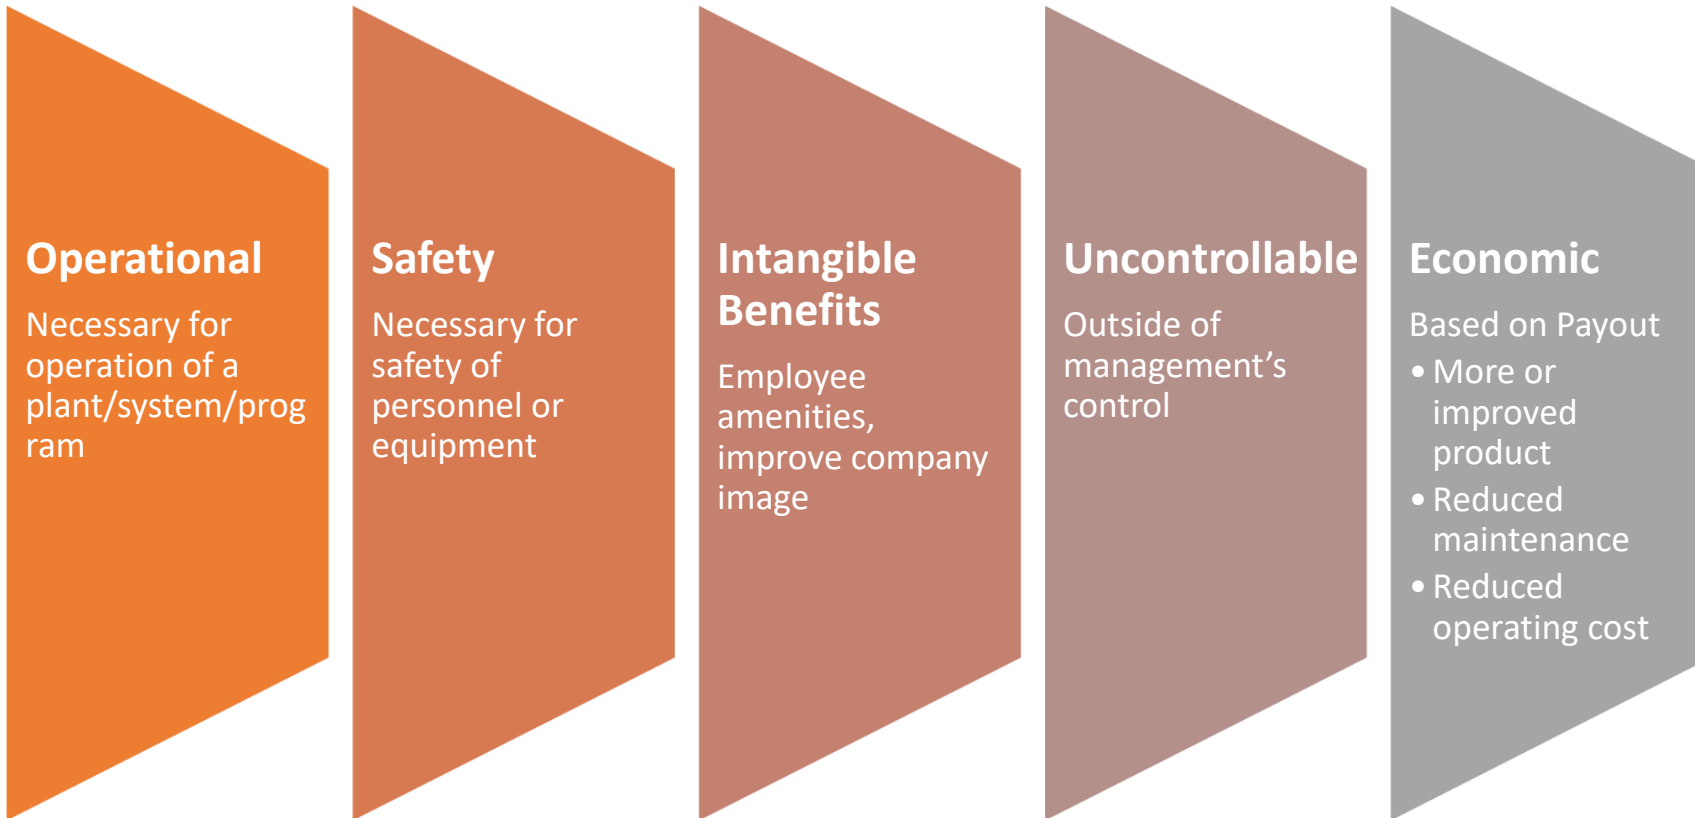 Operational
Necessary for
operation of a
plant/system/prog
ram
Safety
Necessary for
safety of
personnel or
equipment
Intangible
Benefits
Employee
amenities,
improve company
image
Uncontrollable
Outside of
management’s
control
Economic
Based on Payout
• More or
improved
product
• Reduced
maintenance
• Reduced
operating cost